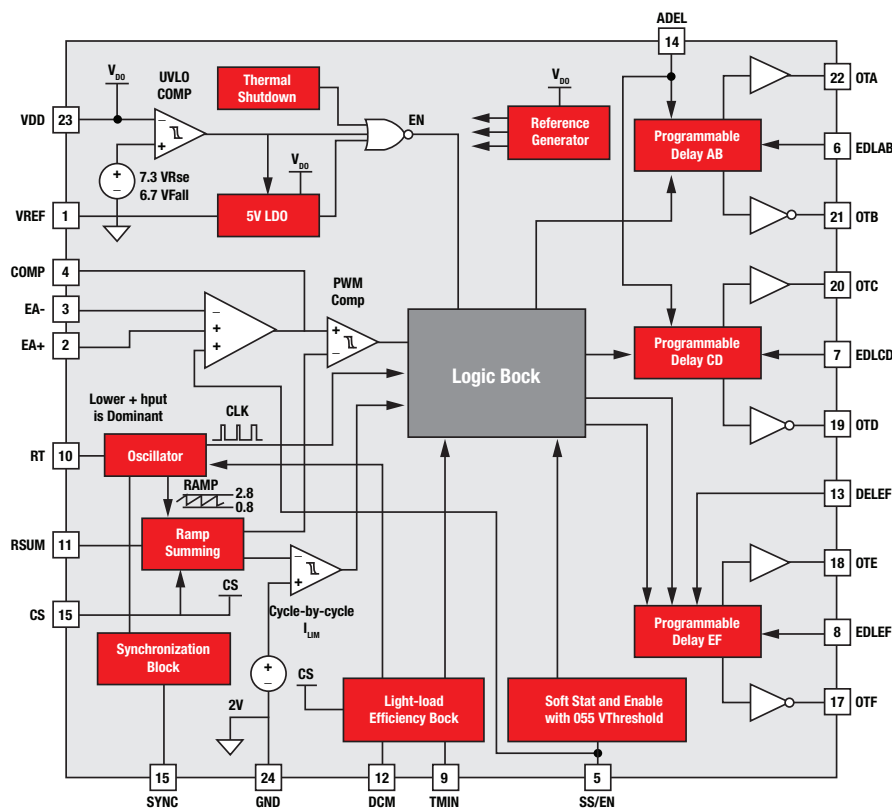 ADEL
14
V_DO
UVLO
COMP
Thermal
Shutdown
EN
V_DO
Reference
Generator
22
OTA
VDD
23
−
+
Programmable
Delay AB
6
EDLAB
+
−
7.3 VRse
6.7 VFall
V_DO
VREF
1
5V LDO
21
OTB
COMP
4
20
OTC
EA-
3
−
+
+
PWM
Comp
+
−
EA+
2
Logic Bock
Programmable
Delay CD
7
EDLCD
Lower + hput
is Dominant
CLK
19
OTD
RT
10
Oscillator
RAMP
2.8
0.8
13
DELEF
RSUM
11
Ramp
Summing
−
+
18
OTE
CS
15
CS
Cycle-by-cycle
I_LIM
Programmable
Delay EF
8
EDLEF
Synchronization
Block
+
−
CS
2V
Light-load
Efficiency Bock
Soft Stat and Enable
with 055 VThreshold
17
OTF
15
24
12
9
5
SYNC
GND
DCM
TMIN
SS/EN